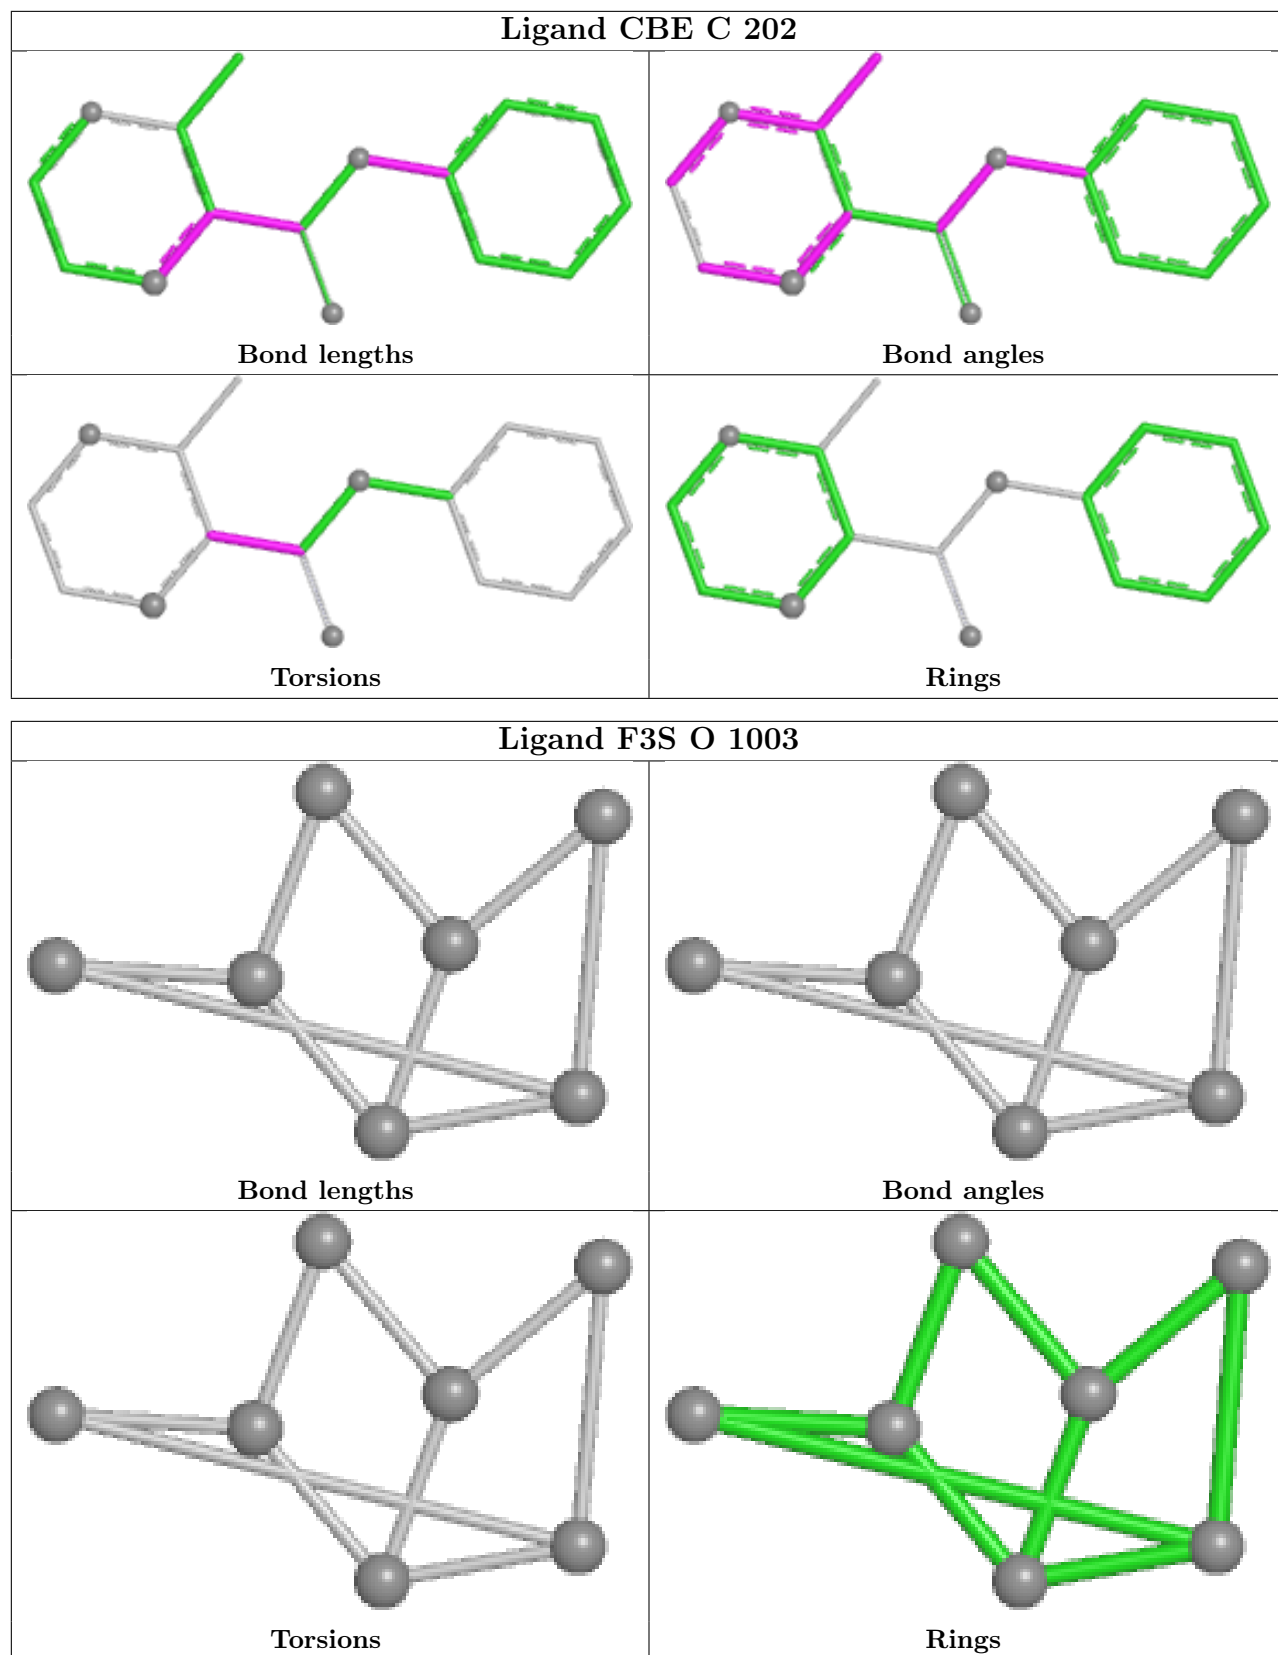 Ligand CBE C 202
Bond lengths
Bond angles
Torsions
Rings
Ligand F3S O 1003
Bond lengths
Bond angles
Torsions
Rings